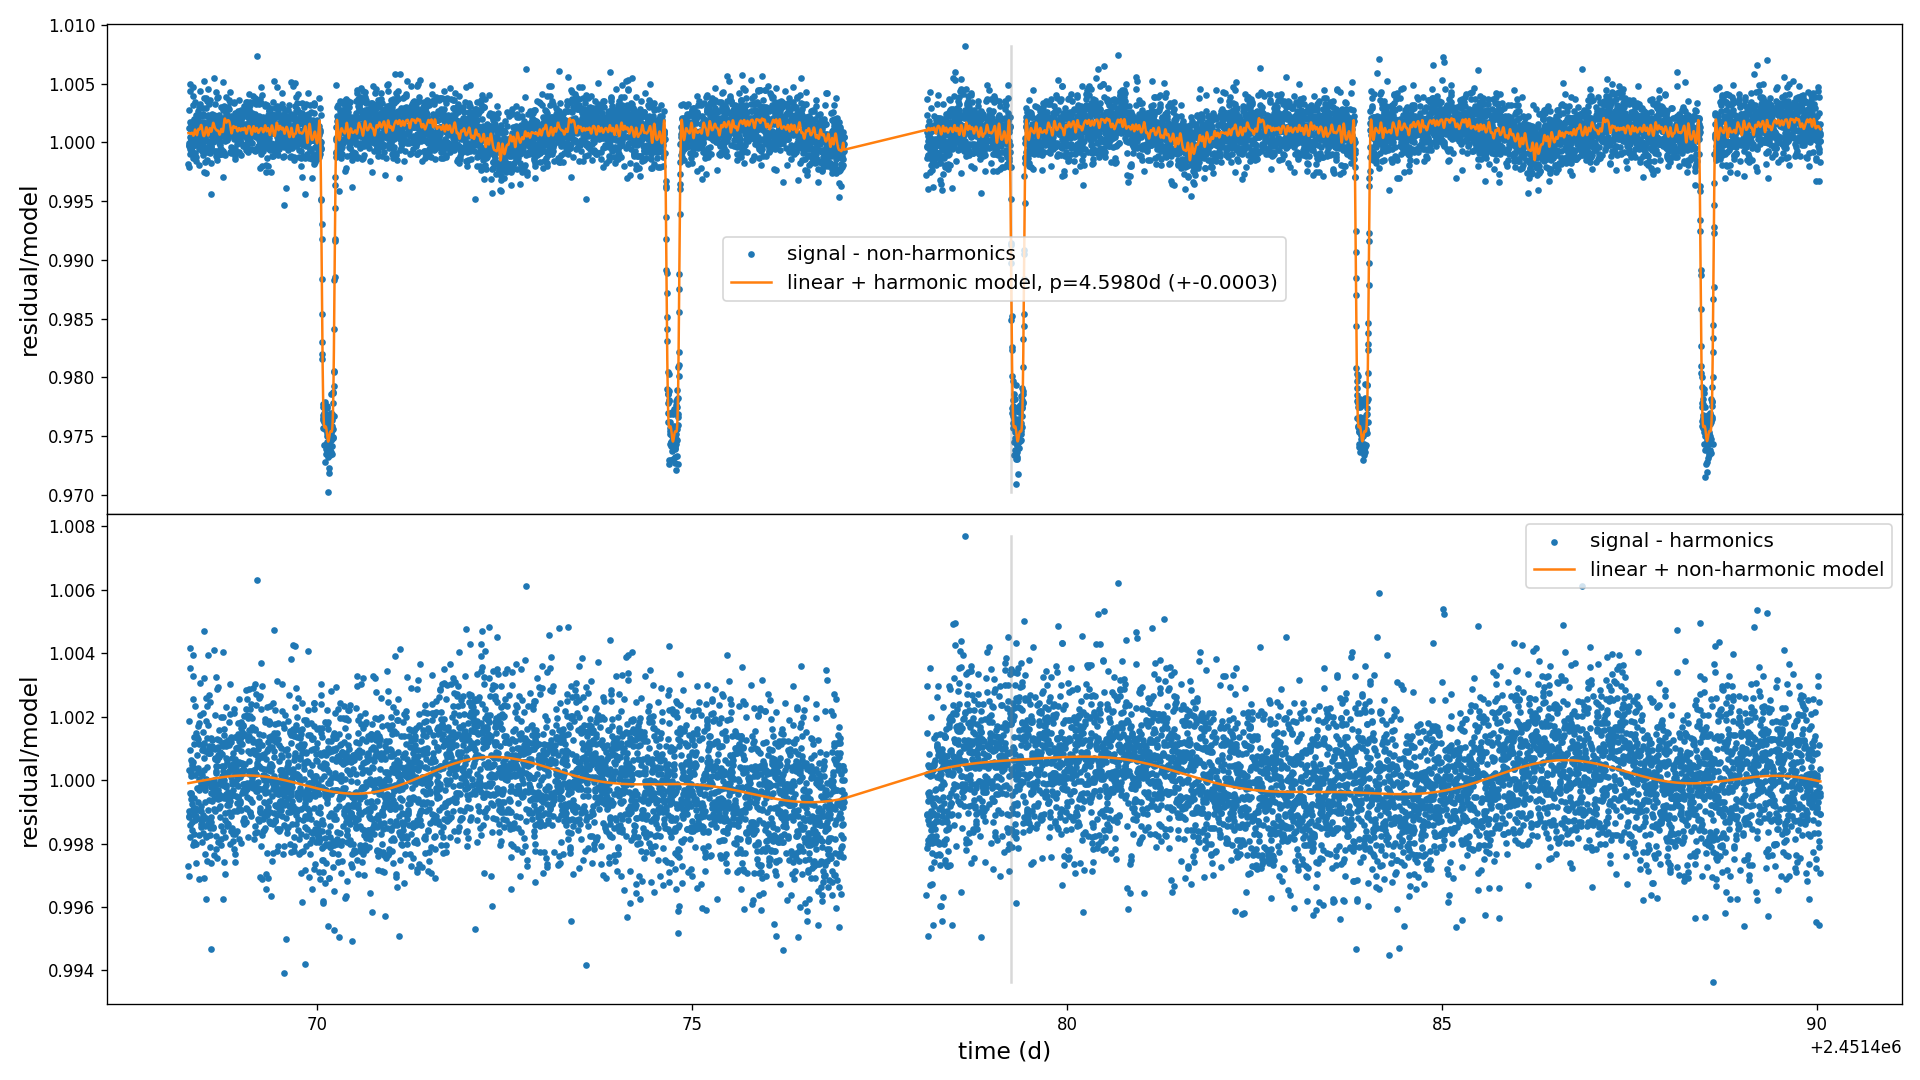 1.010
1.005
1.000
0.995
0.990
0.985
0.980
0.975
0.970
residual/model
signal - non-harmonics
linear + harmonic model, p=4.5980d (+-0.0003)
1.008
1.006
1.004
1.002
1.000
0.998
0.996
0.994
residual/model
signal - harmonics
linear + non-harmonic model
70 75 80 85 90
time (d)
+2.4514e6